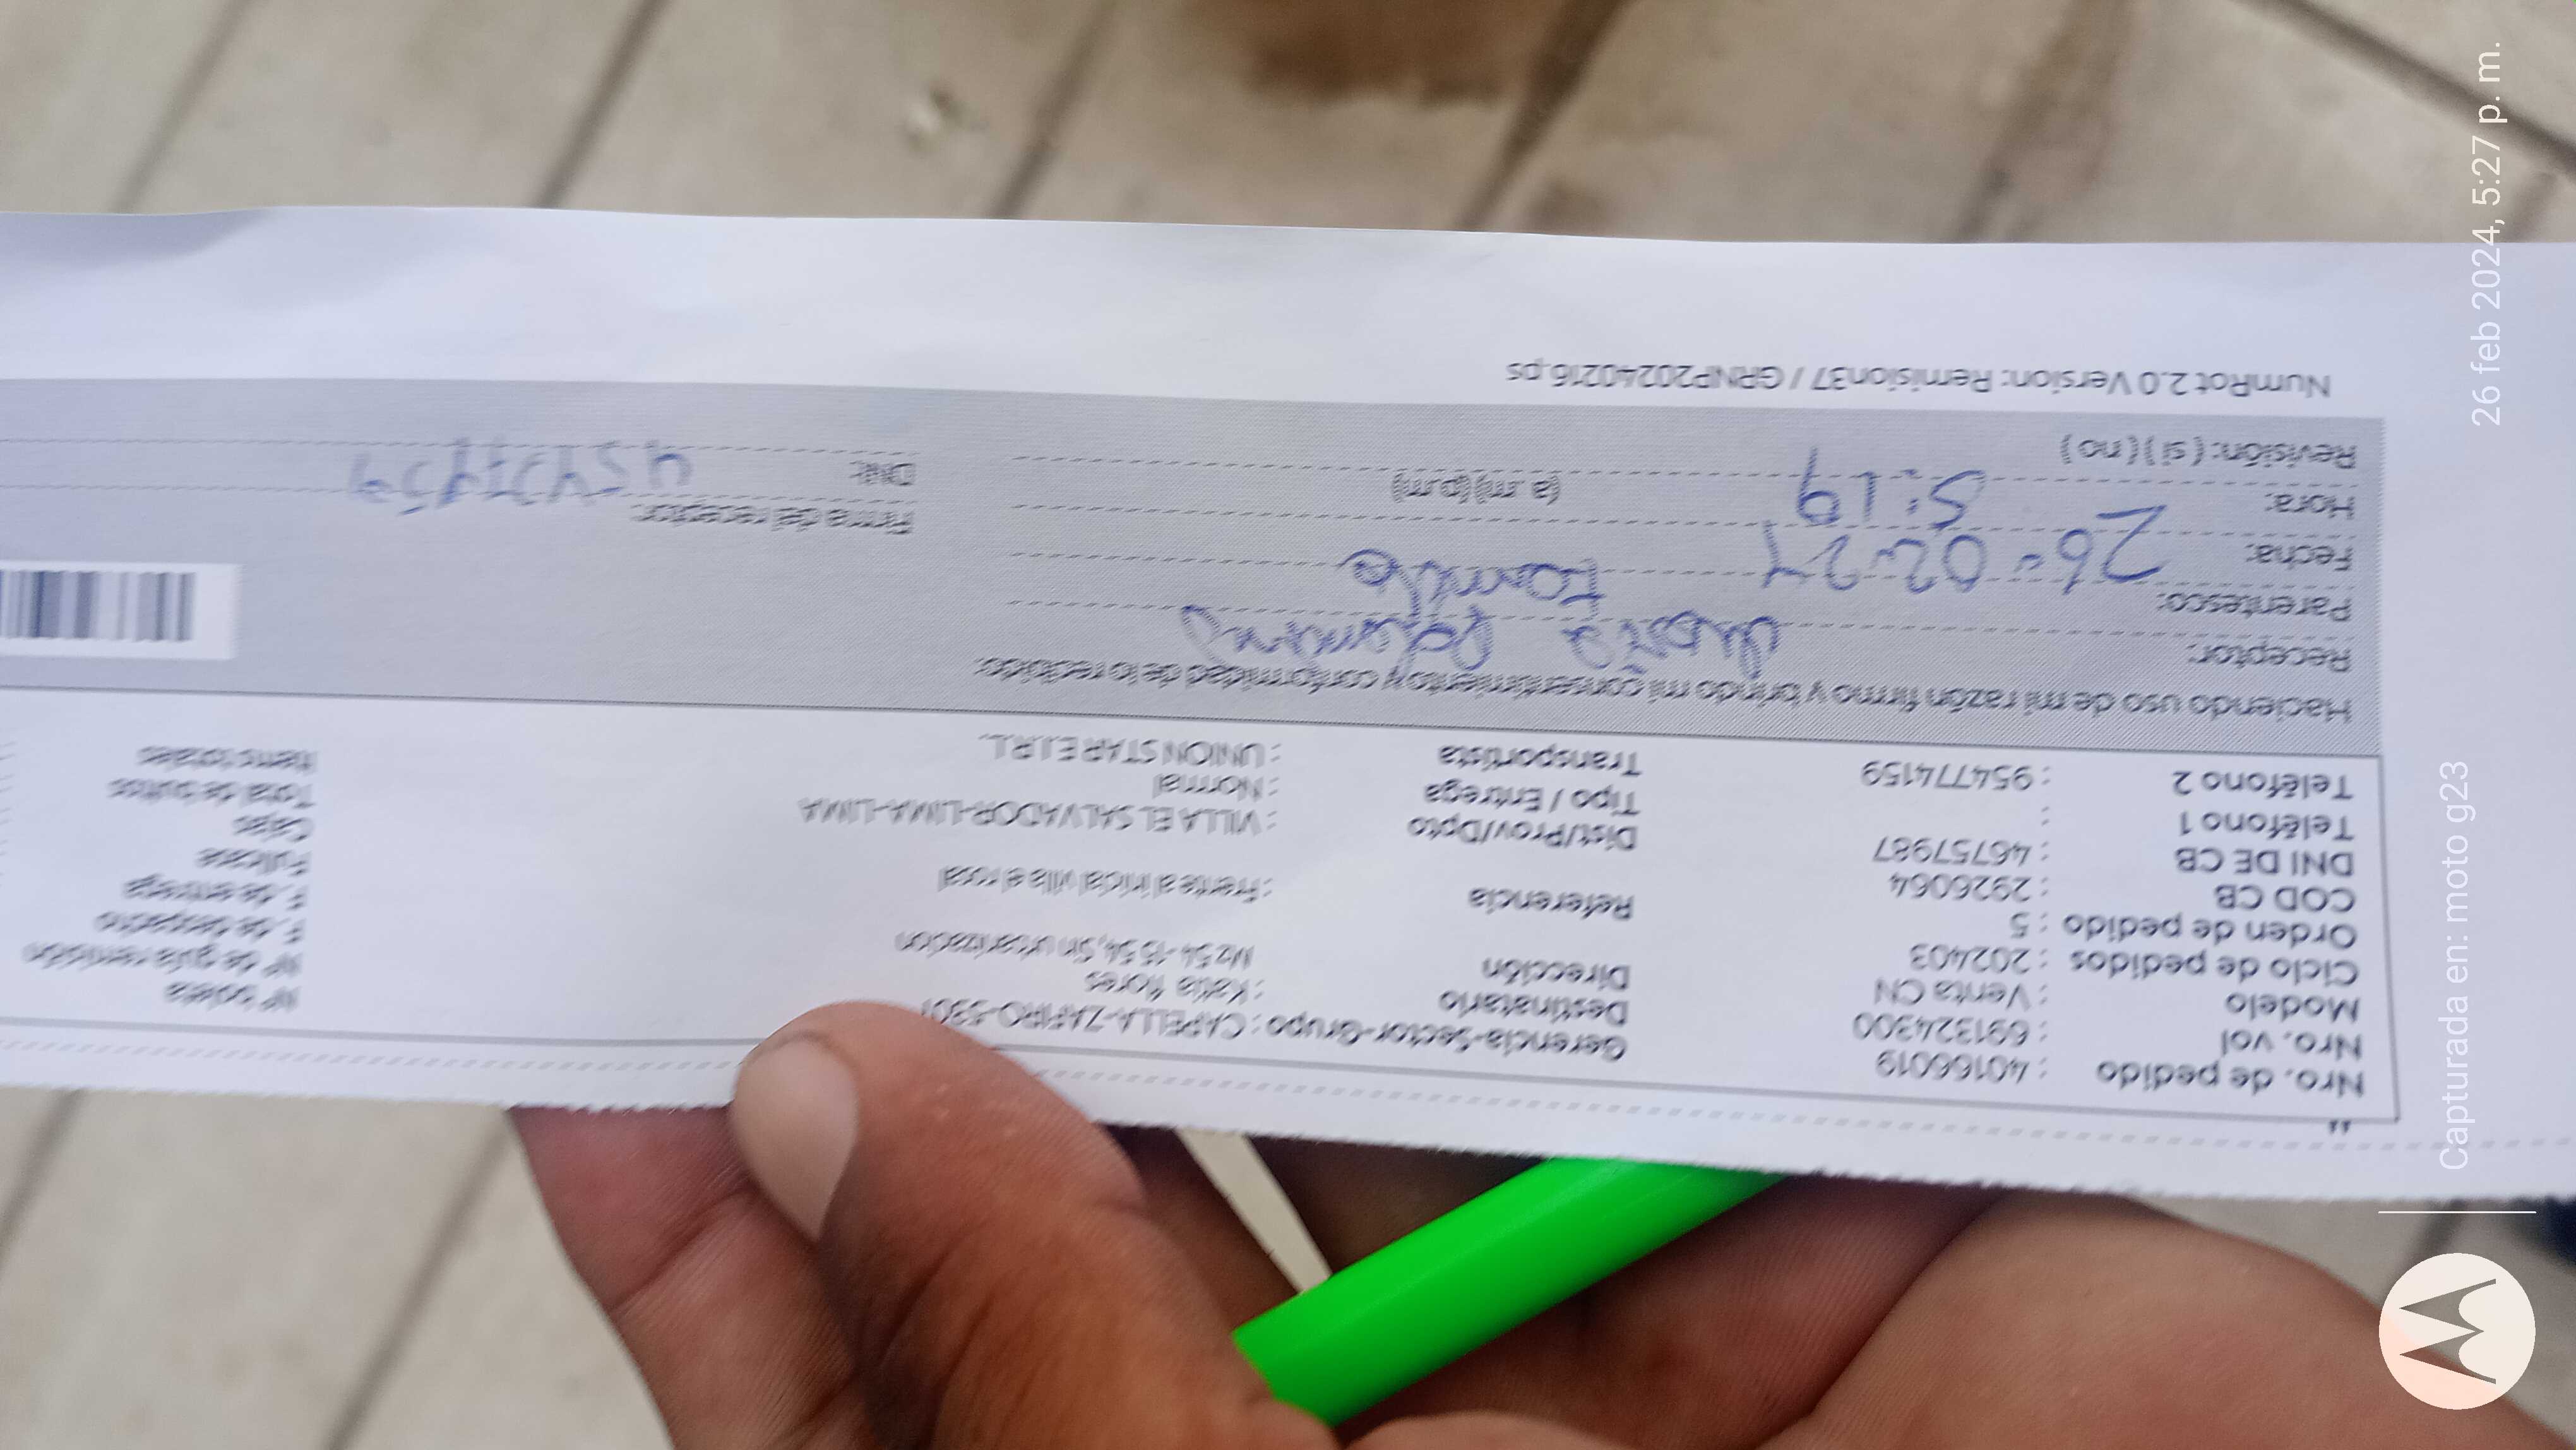 Nro. de pedido : 40166019
Nro. vol : 691324300
Modelo : Venta CN
Ciclo de pedidos : 202403
Orden de pedido : 5
COD CB : 2926064
DNI DE CB : 46757987
Teléfono 1 :
Teléfono 2 : 954774159
Gerencia-Sector-Grupo : CAPELLA-ZAFIRO-5301
Destinatario : Katia flores
Dirección Mz 54- 15 54, Sin urbanización
Referencia : Frente al inicial villa el rosal
Dist/Prov/Dpto : VILLA EL SALVADOR-LIMA-LIMA
Tipo / Entrega : Normal
Transportista : UNION STAR E.I.R.L.
Nº boleta
Nº de guía remisión
F. de despacho
F. de entrega
Fullcase
Cajas
Total de bultos
Items totales
Haciendo uso de mi razón firmo y brindo mi consentimiento y conformidad de lo recibido:
Receptor:
Parentesco: Familia
Fecha: 26-02-24
Hora: 5:19 (a.m)(p.m)
Revisión: (si)(no)
Firma del receptor:
DNI:
NumRot 2.0 Version: Remision37 / GRNP20240216.ps
Capturada en: moto g23
26 feb 2024, 5:27 p. m.